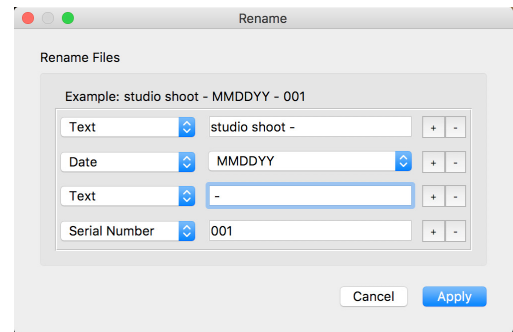 Rename
Rename Files
Example: studio shoot - MMDDYY - 001
Text studio shoot - + -
Date MMDDYY + -
Text - + -
Serial Number 001 + -
Cancel Apply